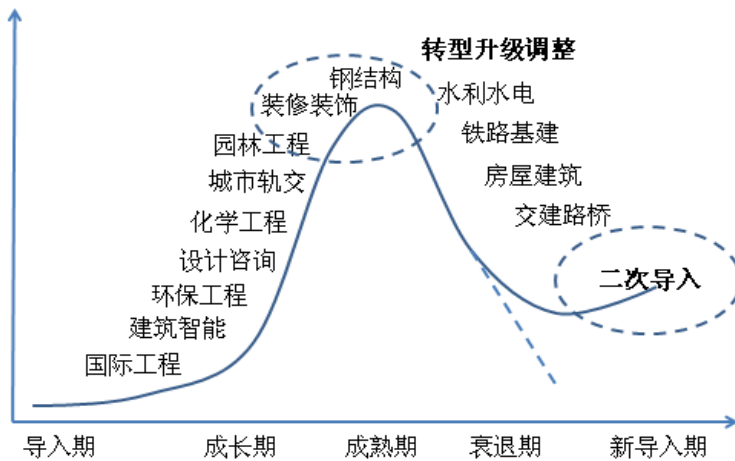 转型升级调整
钢结构
装修装饰
水利水电
园林工程
铁路基建
城市轨交
房屋建筑
化学工程
交建路桥
设计咨询
二次导入
环保工程
建筑智能
国际工程
导入期
成长期
成熟期
衰退期
新导入期